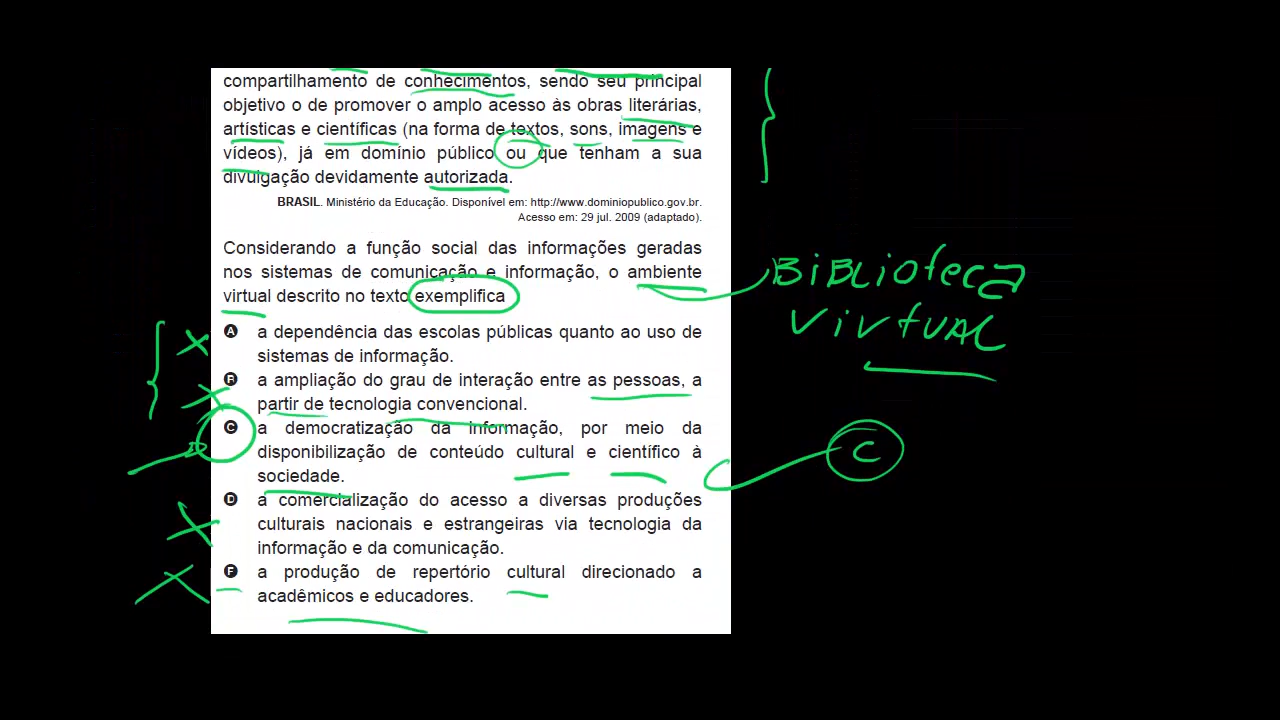 compartilhamento de conhecimentos, sendo seu principal
objetivo o de promover o amplo acesso às obras literárias,
artísticas e científicas (na forma de textos, sons, imagens e
vídeos), já em domínio público ou que tenham a sua
divulgação devidamente autorizada.
BRASIL. Ministério da Educação. Disponível em: http://www.dominiopublico.gov.br.
Acesso em: 29 jul. 2009 (adaptado).
Considerando a função social das informações geradas
nos sistemas de comunicação e informação, o ambiente
virtual descrito no texto exemplifica
A a dependência das escolas públicas quanto ao uso de
sistemas de informação.
B a ampliação do grau de interação entre as pessoas, a
partir de tecnologia convencional.
C a democratização da informação, por meio da
disponibilização de conteúdo cultural e científico à
sociedade.
D a comercialização do acesso a diversas produções
culturais nacionais e estrangeiras via tecnologia da
informação e da comunicação.
E a produção de repertório cultural direcionado a
acadêmicos e educadores.
BiBLioteca
VirtUAL
C